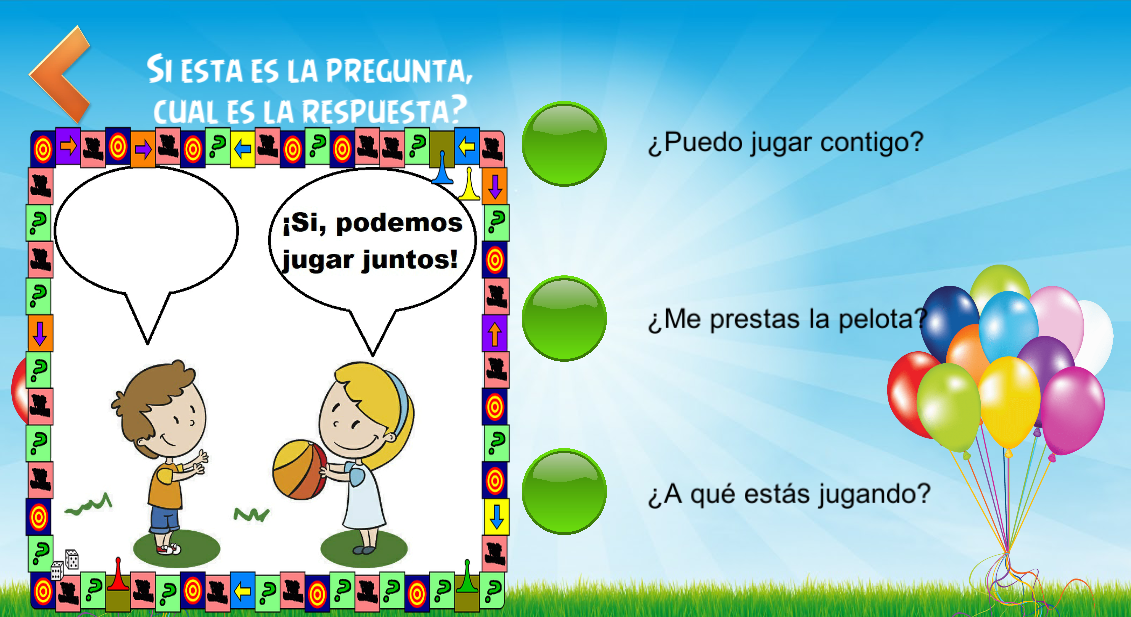 SI ESTA ES LA PREGUNTA,
CUAL ES LA RESPUESTA?
¡Si, podemos
jugar juntos!
¿Puedo jugar contigo?
¿Me prestas la pelota?
¿A qué estás jugando?